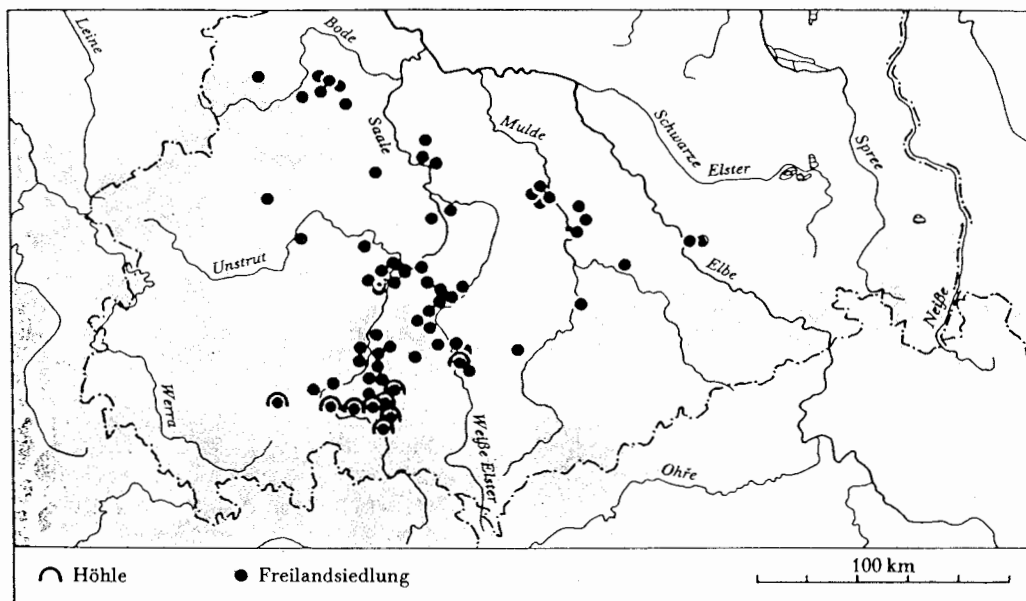 Leine
Bode
Saale
Mulde
Schwarze
Elster
Spree
Neiße
Unstrut
Elbe
Werra
Weiße Elster
Ohře
Höhle
Freilandsiedlung
100 km